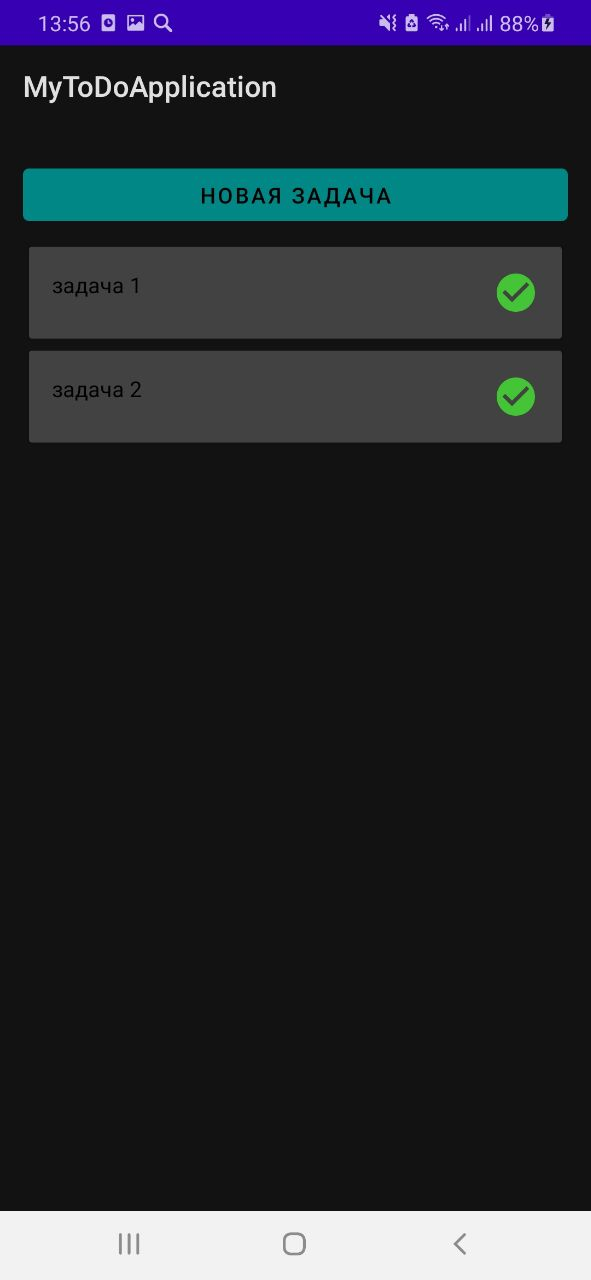 13:56 88%
MyToDoApplication
НОВАЯ ЗАДАЧА
задача 1
задача 2